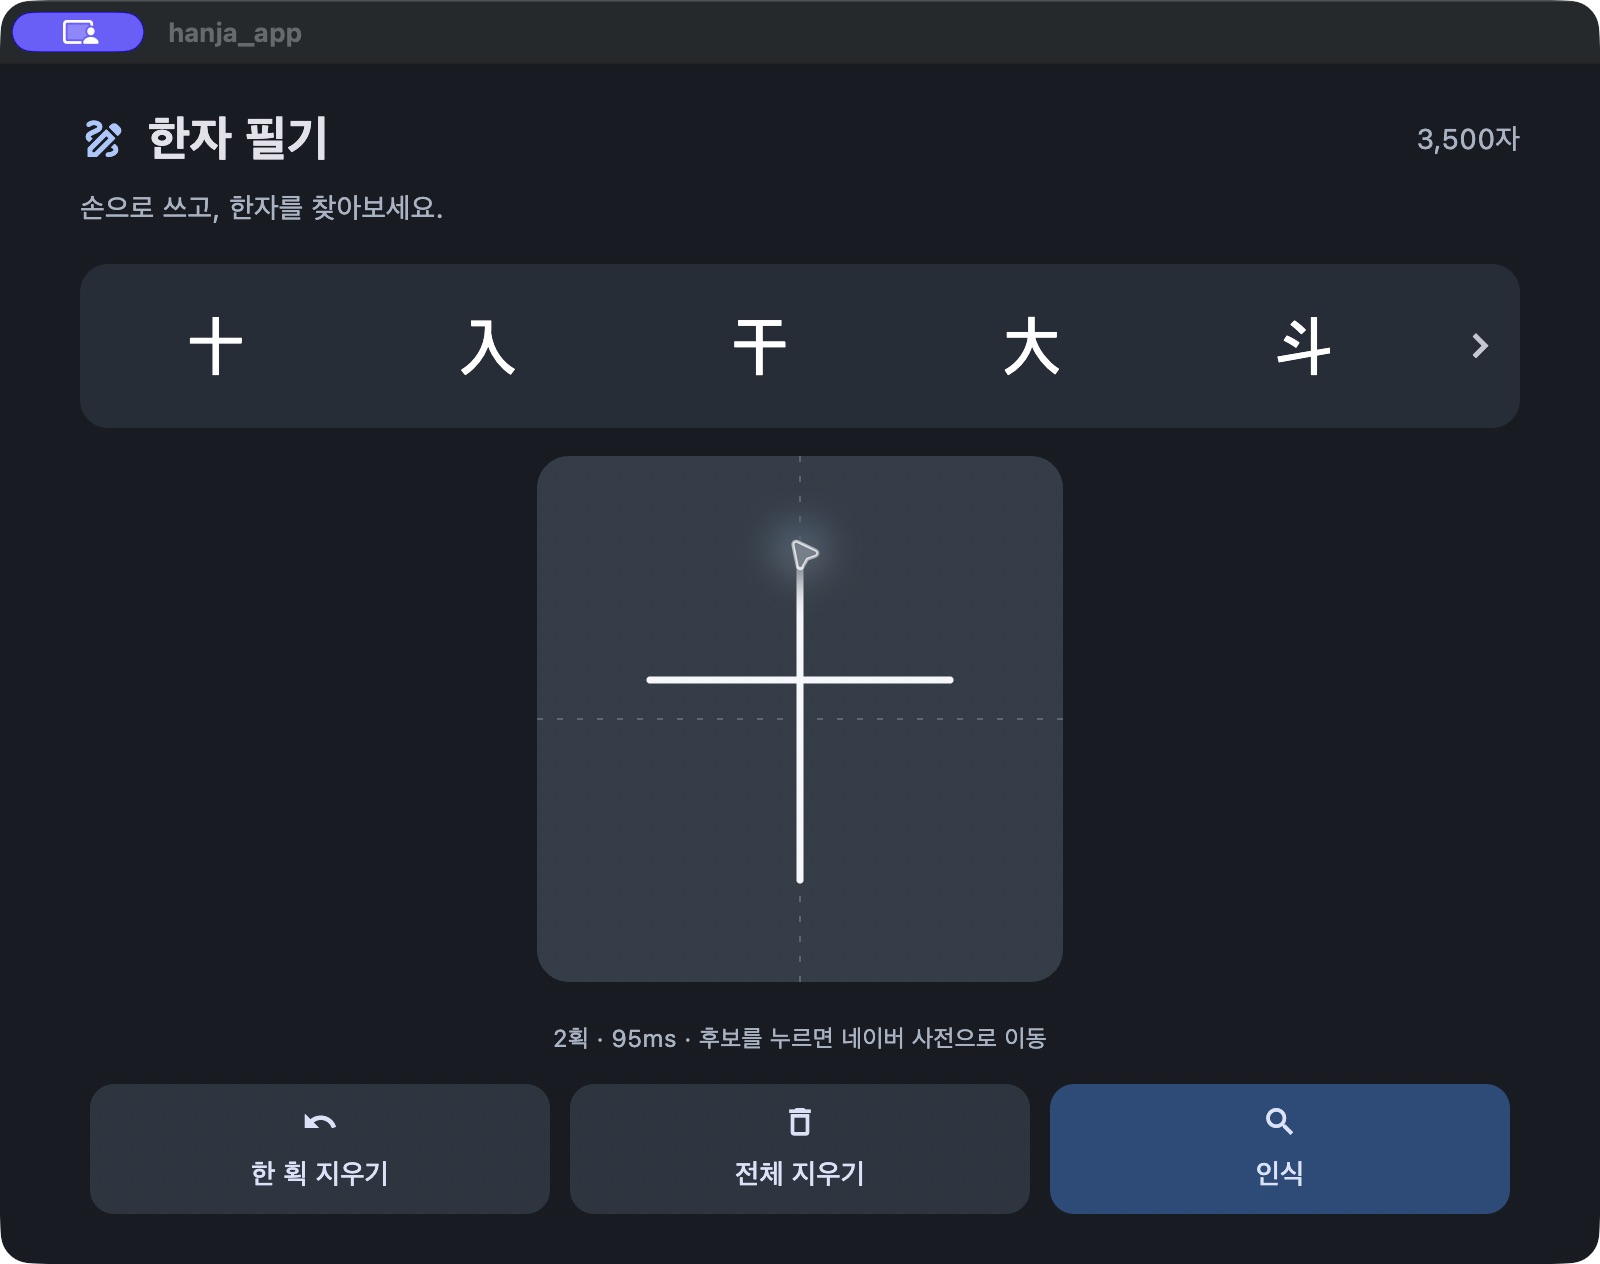 hanja_app
한자 필기
3,500자
손으로 쓰고, 한자를 찾아보세요.
十 入 干 大 斗
2획 · 95ms · 후보를 누르면 네이버 사전으로 이동
한 획 지우기
전체 지우기
인식